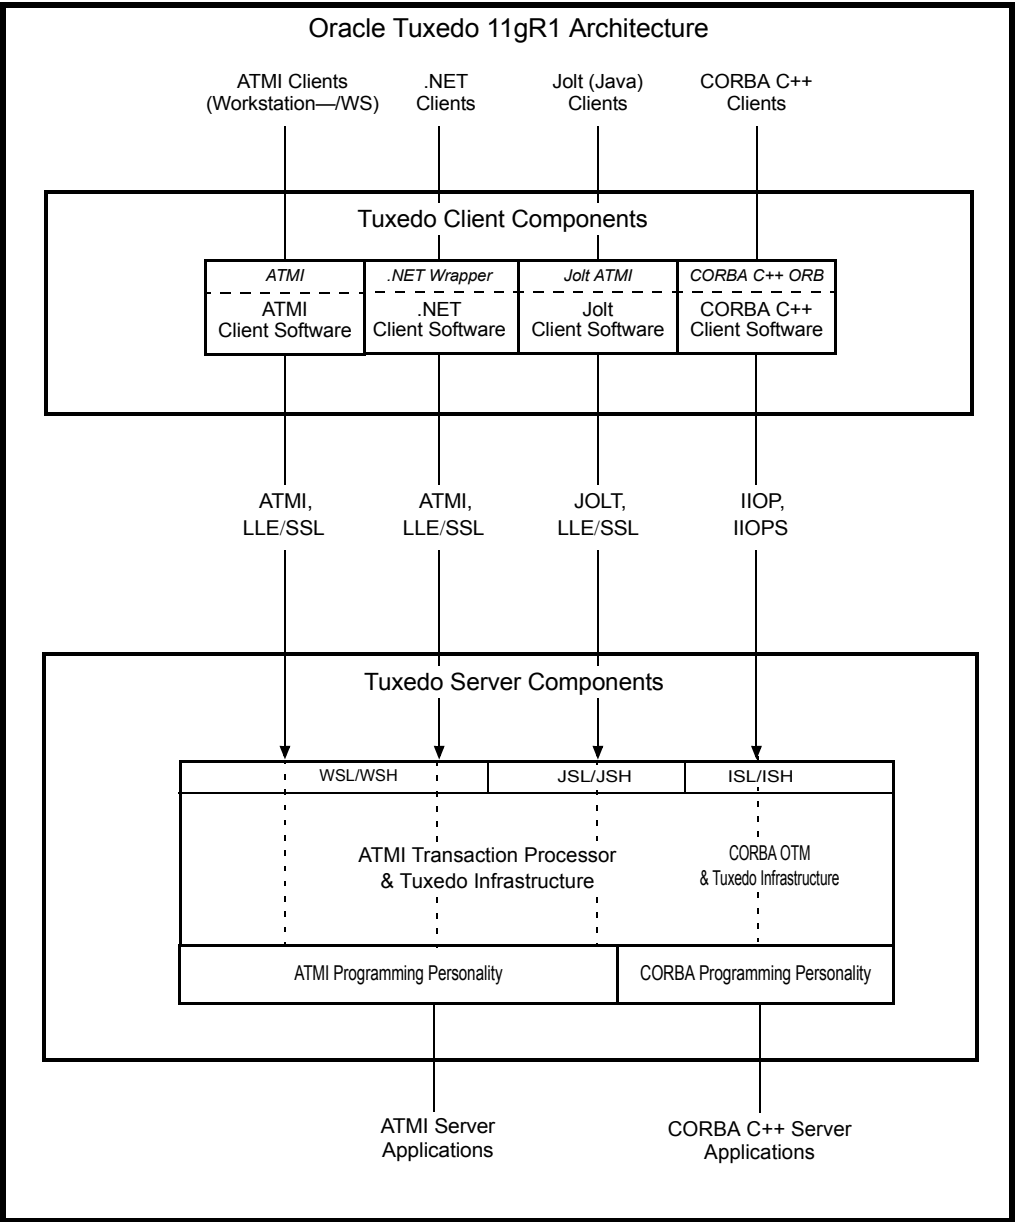 Oracle Tuxedo 11gR1 Architecture
ATMI Clients
(Workstation—/WS)
.NET
Clients
Jolt (Java)
Clients
CORBA C++
Clients
Tuxedo Client Components
ATMI
.NET Wrapper
Jolt ATMI
CORBA C++ ORB
ATMI
Client Software
.NET
Client Software
Jolt
Client Software
CORBA C++
Client Software
ATMI,
LLE/SSL
ATMI,
LLE/SSL
JOLT,
LLE/SSL
IIOP,
IIOPS
Tuxedo Server Components
WSL/WSH
JSL/JSH
ISL/ISH
ATMI Transaction Processor
& Tuxedo Infrastructure
CORBA OTM
& Tuxedo Infrastructure
ATMI Programming Personality
CORBA Programming Personality
ATMI Server
Applications
CORBA C++ Server
Applications